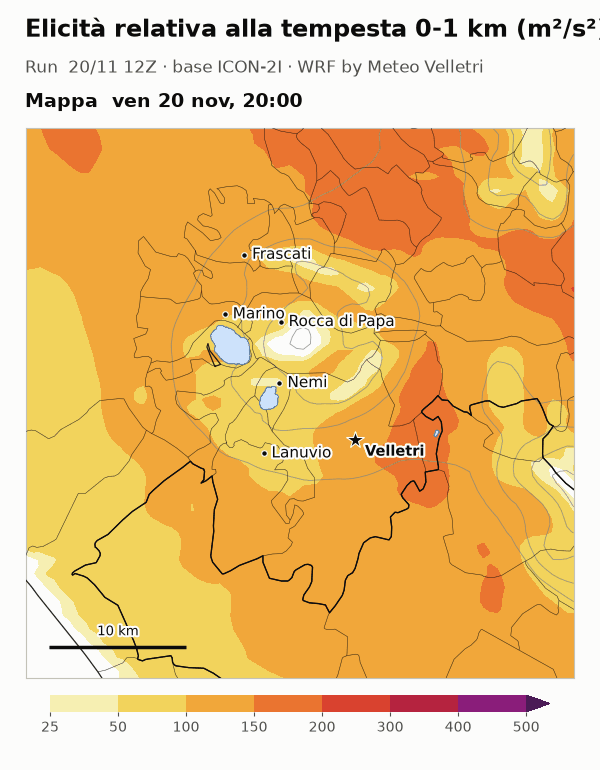 Elicità relativa alla tempesta 0-1 km (m²/s²)
Run  20/11 12Z · base ICON-2I · WRF by Meteo Velletri
Mappa  ven 20 nov, 20:00
Frascati
Marino
Rocca di Papa
Nemi
Velletri
Lanuvio
10 km
25 50 100 150 200 300 400 500